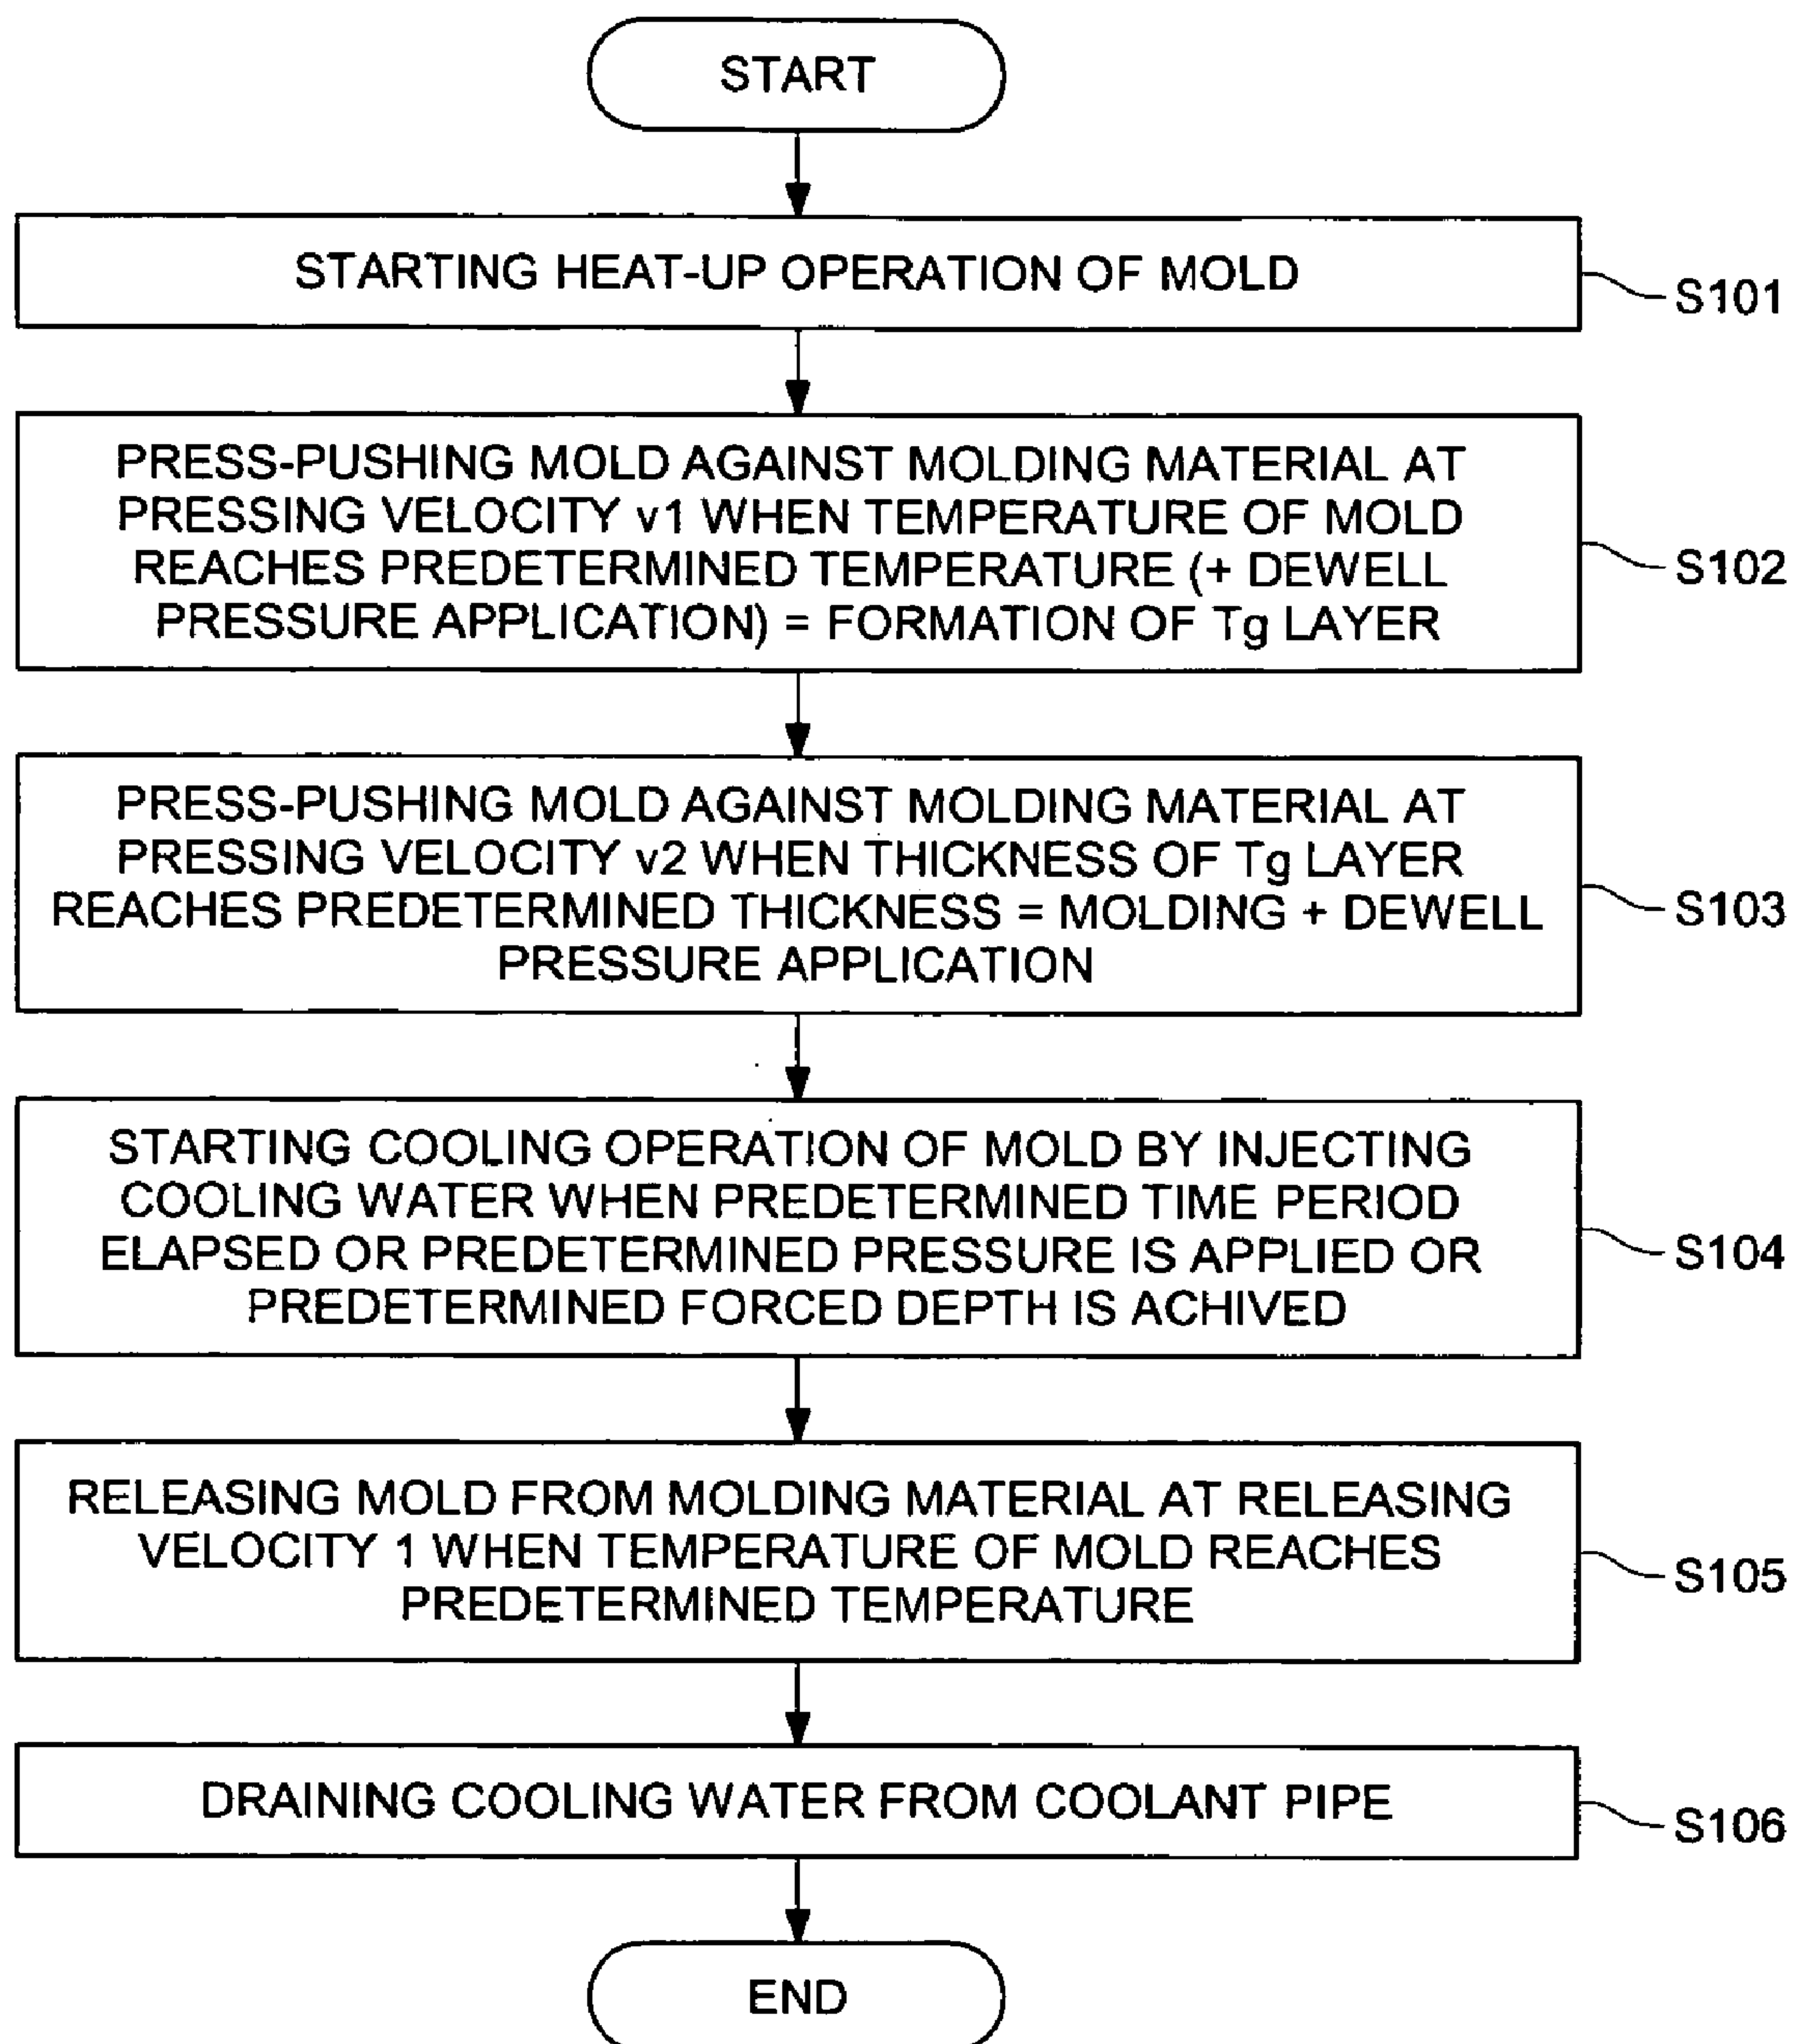 START
STARTING HEAT-UP OPERATION OF MOLD
S101
PRESS-PUSHING MOLD AGAINST MOLDING MATERIAL AT
PRESSING VELOCITY v1 WHEN TEMPERATURE OF MOLD
REACHES PREDETERMINED TEMPERATURE (+ DEWELL
PRESSURE APPLICATION) = FORMATION OF Tg LAYER
S102
PRESS-PUSHING MOLD AGAINST MOLDING MATERIAL AT
PRESSING VELOCITY v2 WHEN THICKNESS OF Tg LAYER
REACHES PREDETERMINED THICKNESS = MOLDING + DEWELL
PRESSURE APPLICATION
S103
STARTING COOLING OPERATION OF MOLD BY INJECTING
COOLING WATER WHEN PREDETERMINED TIME PERIOD
ELAPSED OR PREDETERMINED PRESSURE IS APPLIED OR
PREDETERMINED FORCED DEPTH IS ACHIVED
S104
RELEASING MOLD FROM MOLDING MATERIAL AT RELEASING
VELOCITY 1 WHEN TEMPERATURE OF MOLD REACHES
PREDETERMINED TEMPERATURE
S105
DRAINING COOLING WATER FROM COOLANT PIPE
S106
END